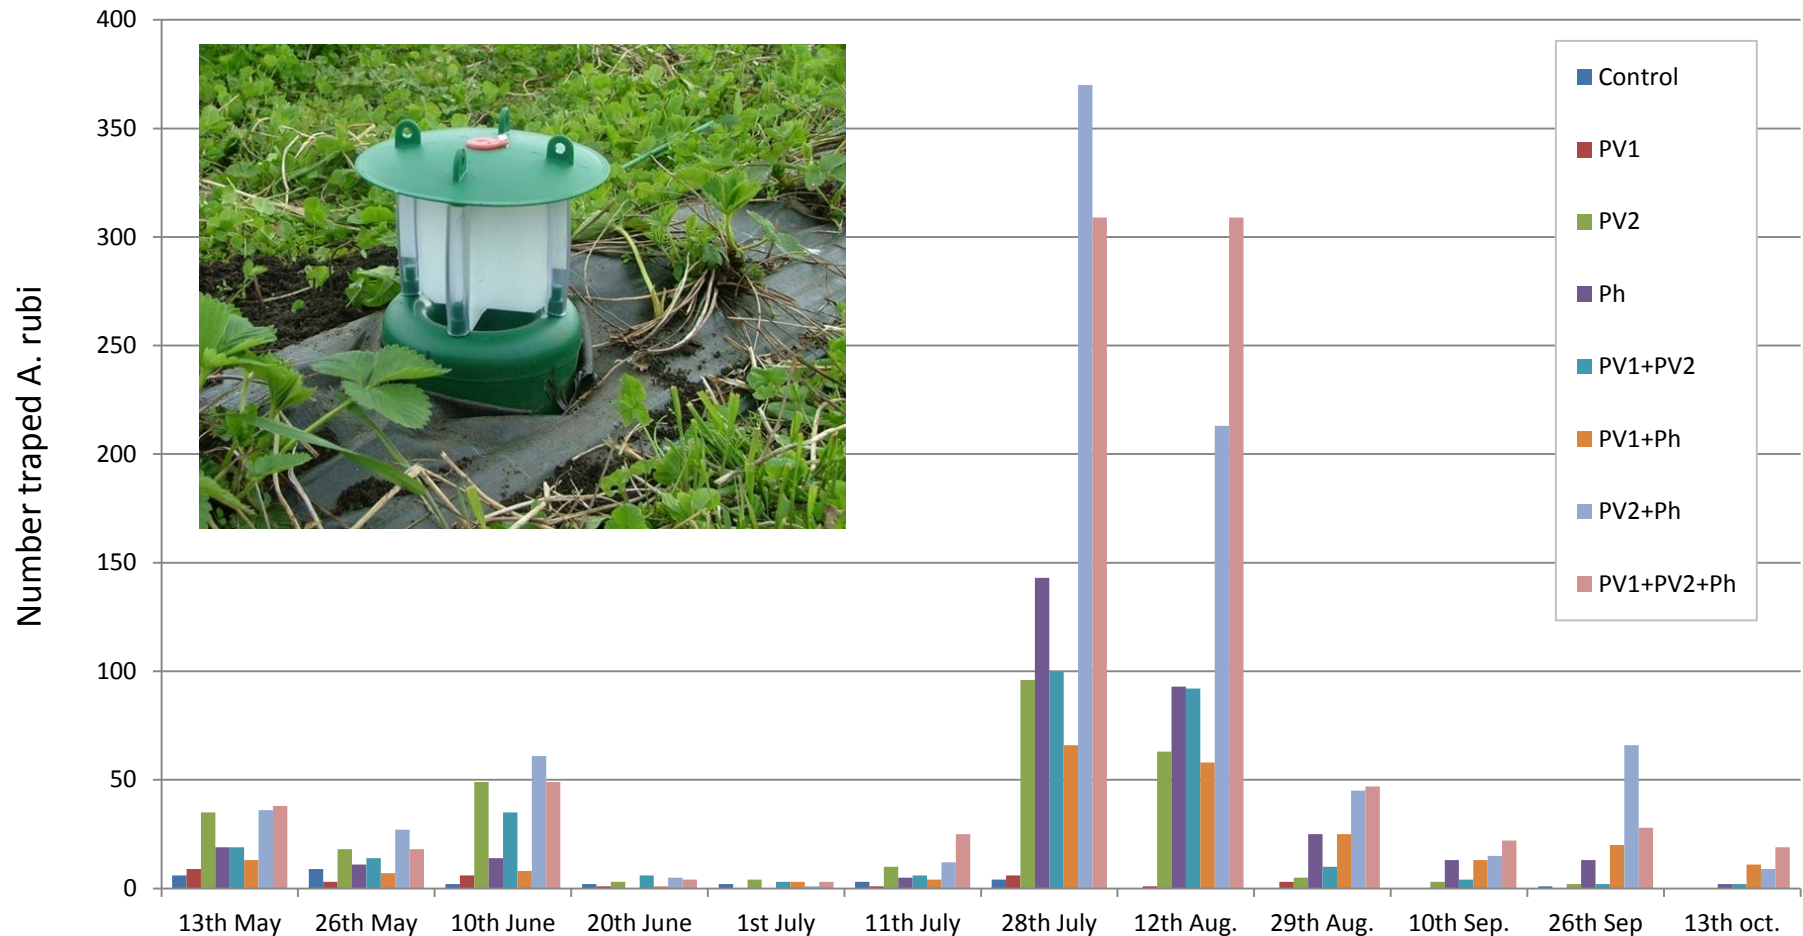 400
350
300
250
200
150
100
50
0
Number traped A. rubi
Control
PV1
PV2
Ph
PV1+PV2
PV1+Ph
PV2+Ph
PV1+PV2+Ph
13th May 26th May 10th June 20th June 1st July 11th July 28th July 12th Aug. 29th Aug. 10th Sep. 26th Sep 13th oct.